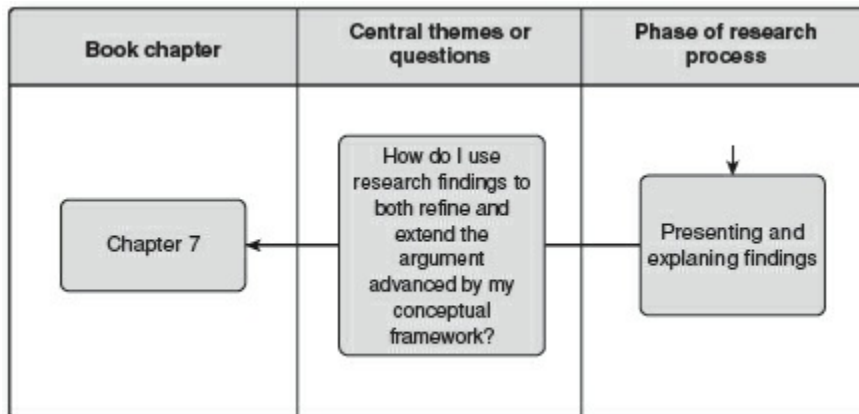 Book chapter
Central themes or
questions
Phase of research
process
Chapter 7
How do I use
research findings to
both refine and
extend the
argument
advanced by my
conceptual
framework?
Presenting and
explaning findings